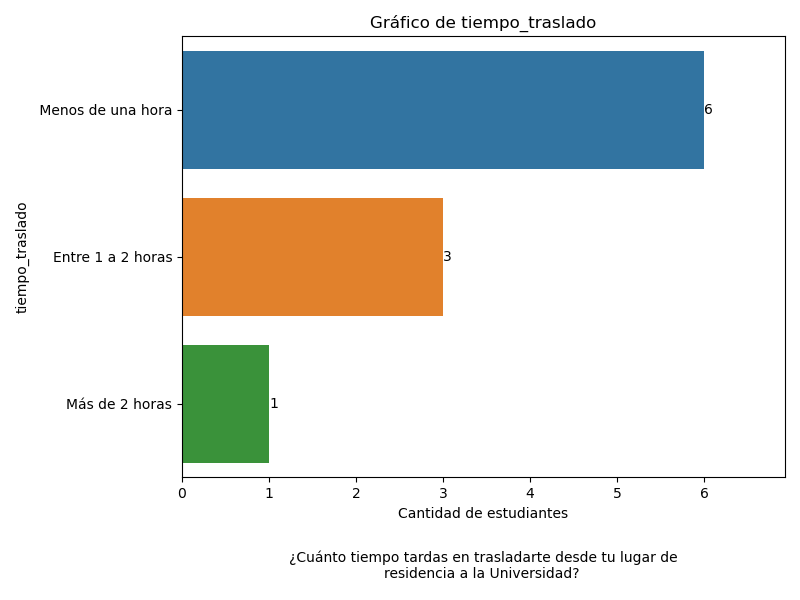 Gráfico de tiempo_traslado
Menos de una hora
6
Entre 1 a 2 horas
3
Más de 2 horas
1
tiempo_traslado
0 1 2 3 4 5 6
Cantidad de estudiantes
¿Cuánto tiempo tardas en trasladarte desde tu lugar de
residencia a la Universidad?